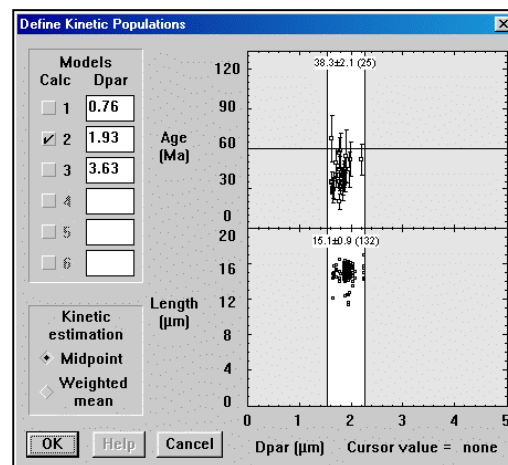 Define Kinetic Populations
Models
Calc Dpar
1 0.76
2 1.93
3 3.63
4
5
6
Kinetic
estimation
Midpoint
Weighted
mean
OK
Help
Cancel
38.3±2.1 (25)
120
90
60
30
0
Age
(Ma)
15.1±0.9 (132)
20
16
12
8
4
0
Length
(µm)
0 1 2 3 4 5
Dpar (µm) Cursor value = none